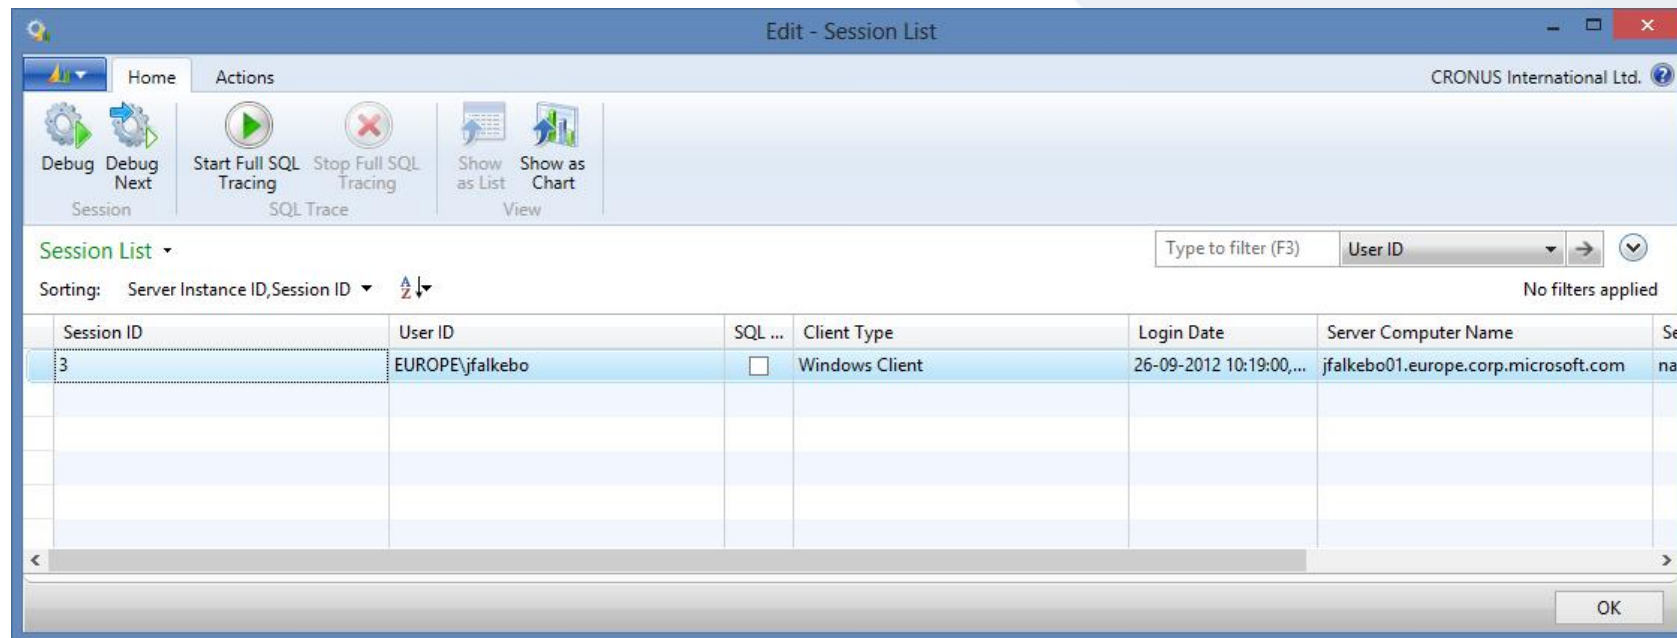 Edit - Session List
Home Actions CRONUS International Ltd.
Debug Debug Next Start Full SQL Tracing Stop Full SQL Tracing Show as List Show as Chart
Session SQL Trace View
Session List Type to filter (F3) User ID
Sorting: Server Instance ID,Session ID No filters applied
Session ID User ID SQL ... Client Type Login Date Server Computer Name Se
3 EUROPE\jfalkebo Windows Client 26-09-2012 10:19:00,... jfalkebo01.europe.corp.microsoft.com na
OK